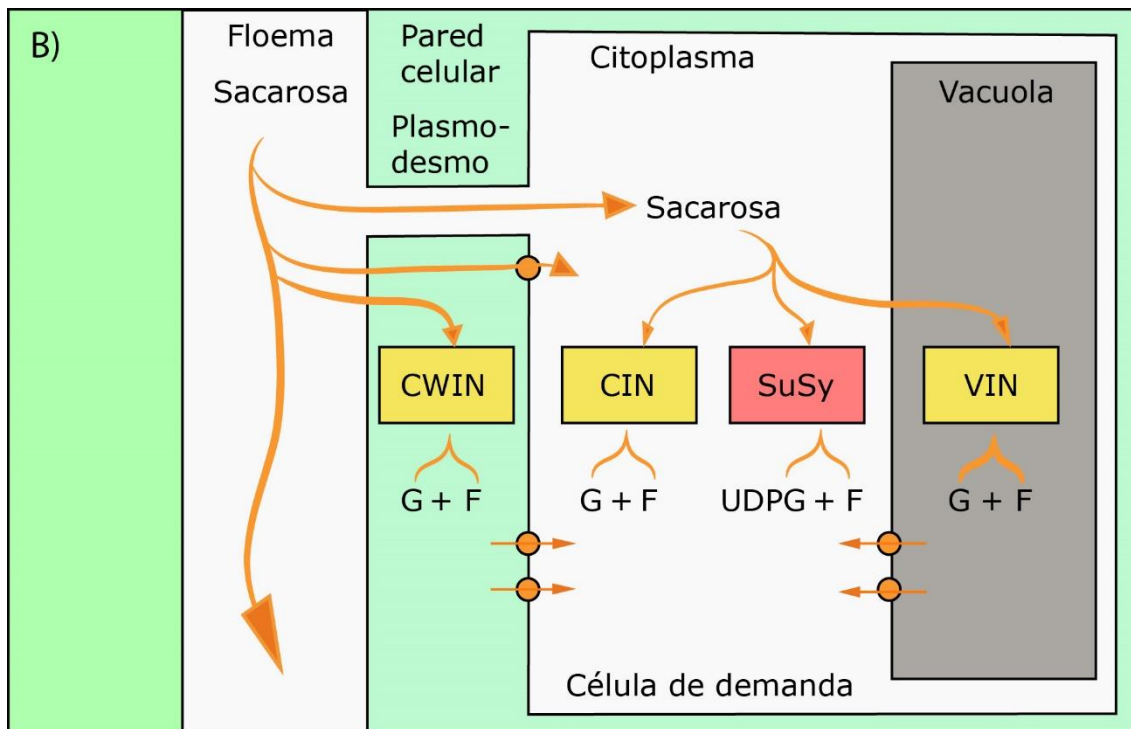 B)
Floema
Sacarosa
Pared
celular
Plasmo-
desmo
Citoplasma
Vacuola
Sacarosa
CWIN
CIN
SuSy
VIN
G + F
G + F
UDPG + F
G + F
Célula de demanda